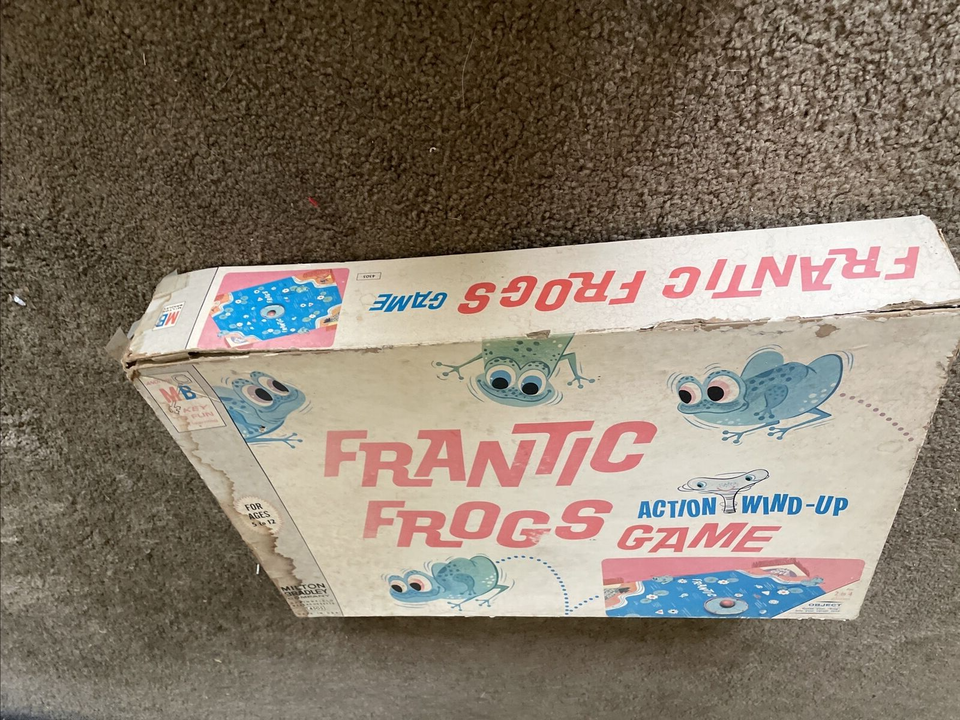 FRANTIC FROGS GAME
4503
MB
MB
KEY
FUN
FOR
AGES
5 to 12
FRANTIC
FROGS
ACTION WIND-UP
GAME
MILTON
BRADLEY
OBJECT